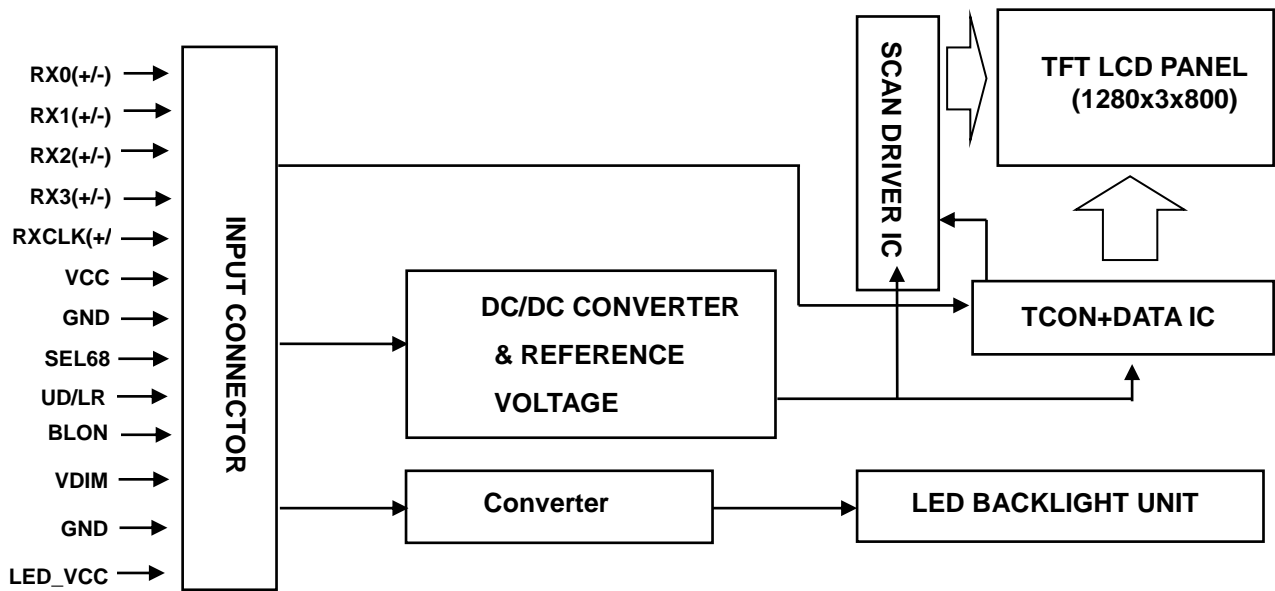 RX0(+/-)
RX1(+/-)
RX2(+/-)
RX3(+/-)
RXCLK(+/
VCC
GND
SEL68
UD/LR
BLON
VDIM
GND
LED_VCC
INPUT CONNECTOR
DC/DC CONVERTER
& REFERENCE
VOLTAGE
Converter
SCAN DRIVER IC
TFT LCD PANEL
(1280x3x800)
TCON+DATA IC
LED BACKLIGHT UNIT